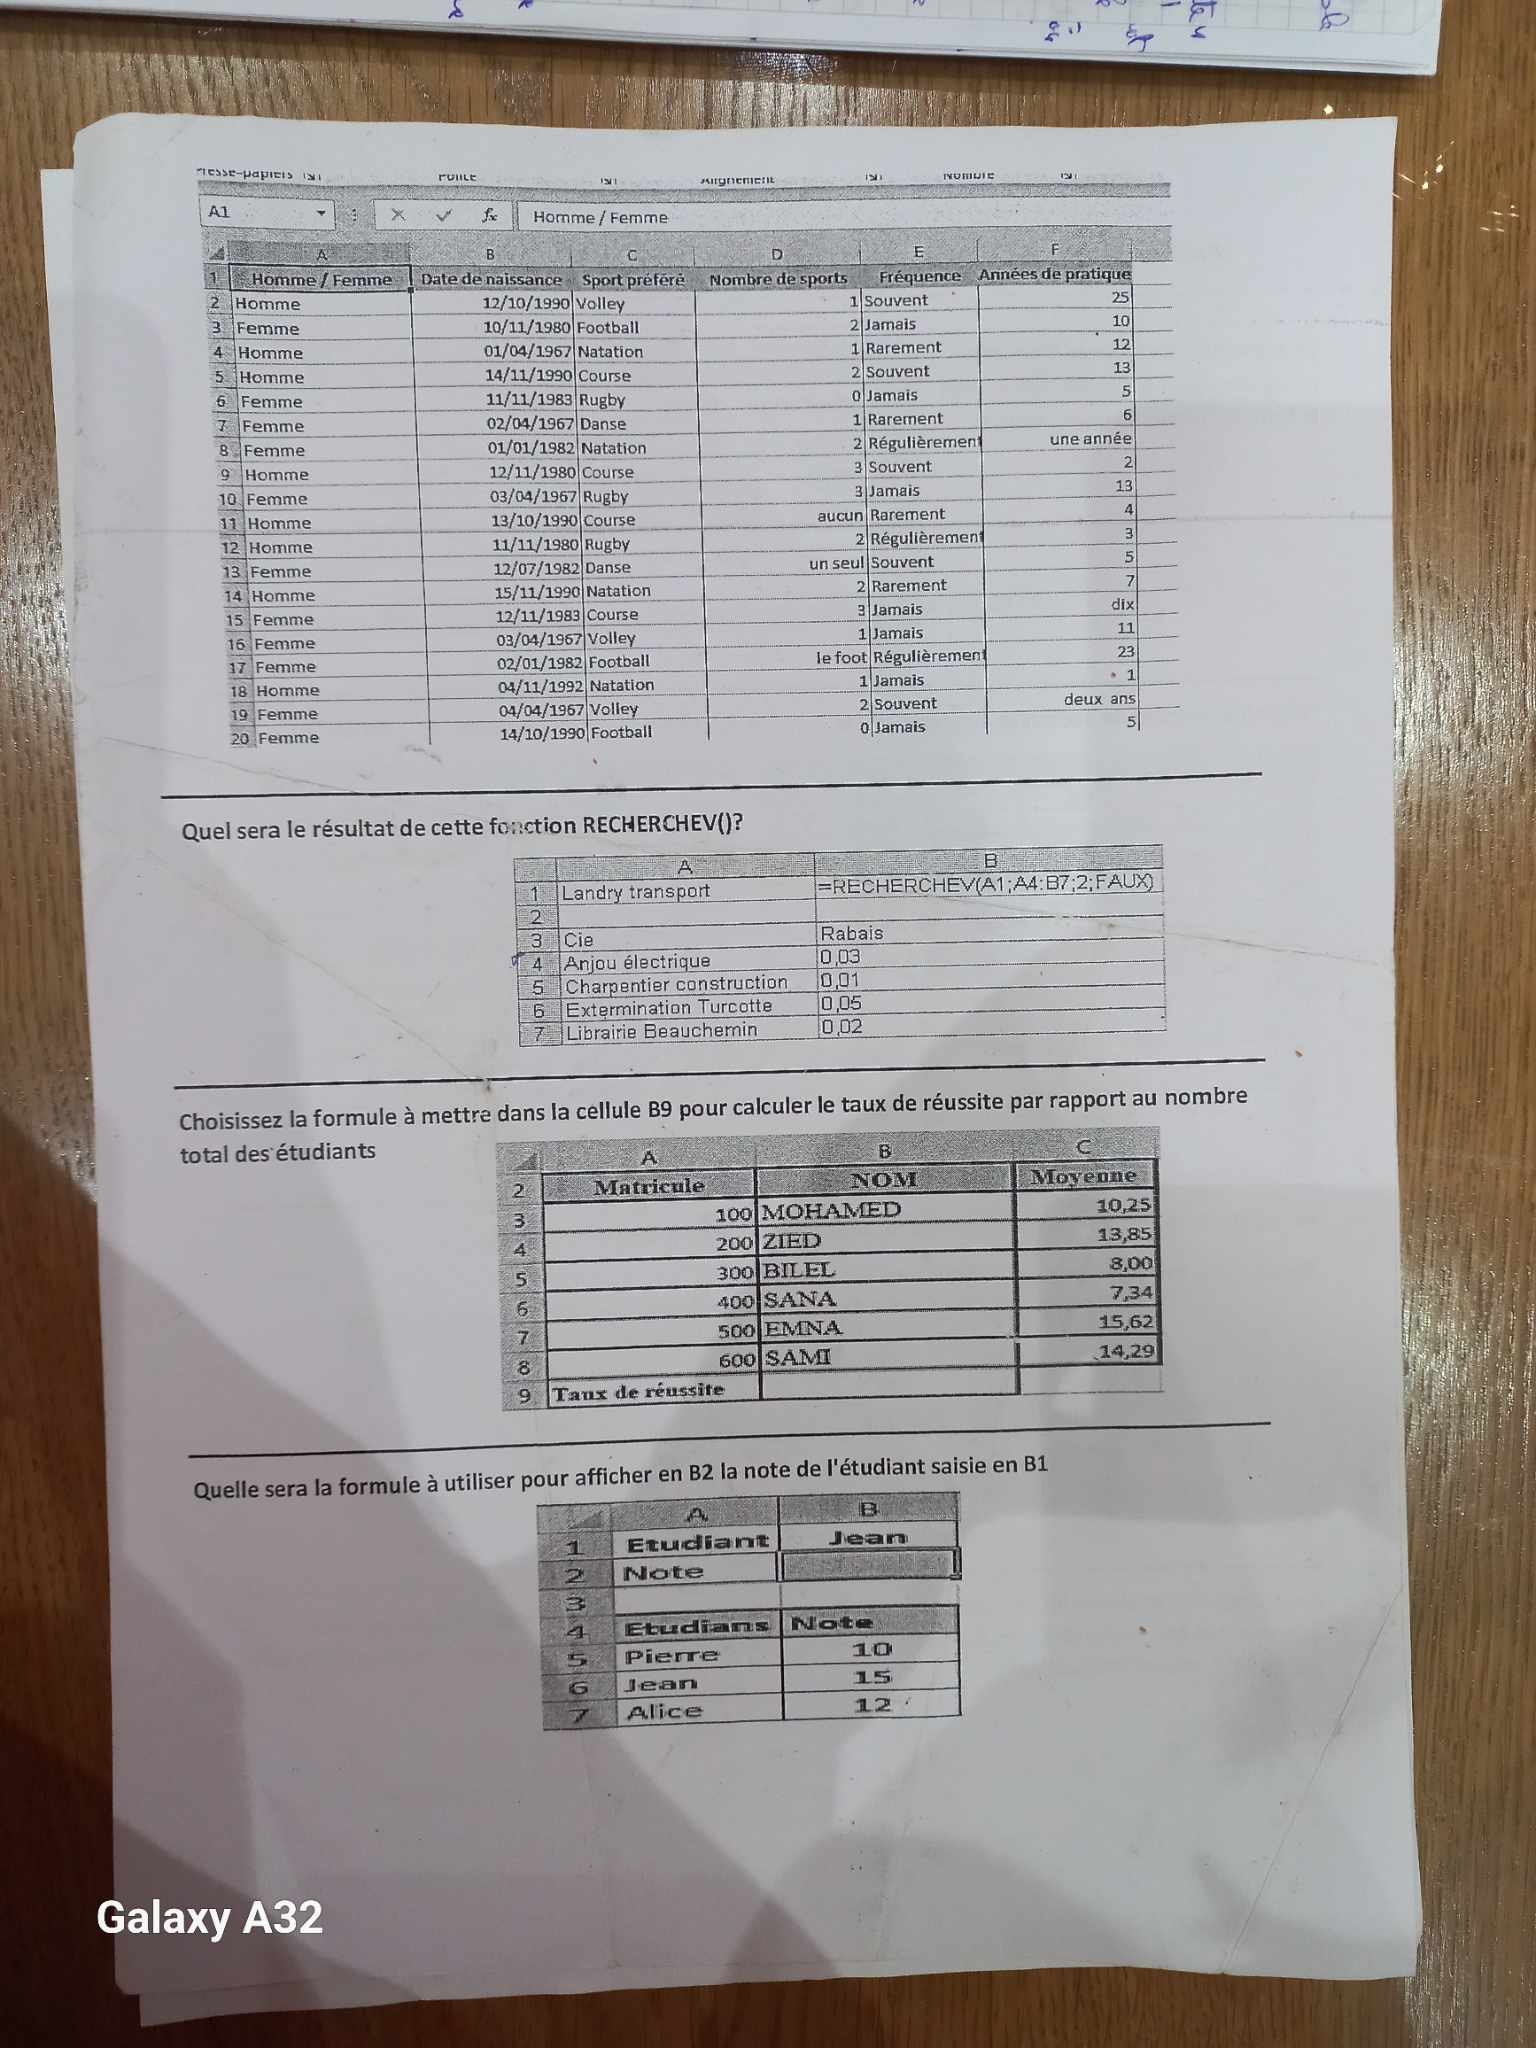 Presse-papiers
Police
Alignement
Nombre
A1
fx
Homme / Femme
A B C D E F
1 Homme / Femme Date de naissance Sport préféré Nombre de sports Fréquence Années de pratique
2 Homme 12/10/1990 Volley 1 Souvent 25
3 Femme 10/11/1980 Football 2 Jamais 10
4 Homme 01/04/1967 Natation 1 Rarement 12
5 Homme 14/11/1990 Course 2 Souvent 13
6 Femme 11/11/1983 Rugby 0 Jamais 5
7 Femme 02/04/1967 Danse 1 Rarement 6
8 Femme 01/01/1982 Natation 2 Régulièrement une année
9 Homme 12/11/1980 Course 3 Souvent 2
10 Femme 03/04/1967 Rugby 3 Jamais 13
11 Homme 13/10/1990 Course aucun Rarement 4
12 Homme 11/11/1980 Rugby 2 Régulièrement 3
13 Femme 12/07/1982 Danse un seul Souvent 5
14 Homme 15/11/1990 Natation 2 Rarement 7
15 Femme 12/11/1983 Course 3 Jamais dix
16 Femme 03/04/1967 Volley 1 Jamais 11
17 Femme 02/01/1982 Football le foot Régulièrement 23
18 Homme 04/11/1992 Natation 1 Jamais 1
19 Femme 04/04/1967 Volley 2 Souvent deux ans
20 Femme 14/10/1990 Football 0 Jamais 5
Quel sera le résultat de cette fonction RECHERCHEV()?
A B
1 Landry transport =RECHERCHEV(A1;A4:B7;2;FAUX)
2
3 Cie Rabais
4 Anjou électrique 0,03
5 Charpentier construction 0,01
6 Extermination Turcotte 0,05
7 Librairie Beauchemin 0,02
Choisissez la formule à mettre dans la cellule B9 pour calculer le taux de réussite par rapport au nombre
total des étudiants
A B C
2 Matricule NOM Moyenne
3 100 MOHAMED 10,25
4 200 ZIED 13,85
5 300 BILEL 8,00
6 400 SANA 7,34
7 500 EMNA 15,62
8 600 SAMI 14,29
9 Taux de réussite
Quelle sera la formule à utiliser pour afficher en B2 la note de l'étudiant saisie en B1
A B
1 Etudiant Jean
2 Note
3
4 Etudians Note
5 Pierre 10
6 Jean 15
7 Alice 12
Galaxy A32